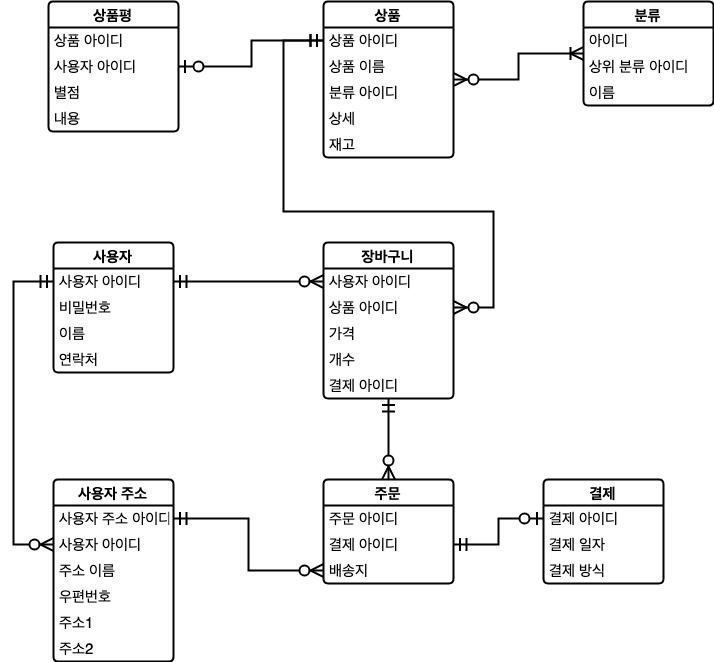 상품평
상품 아이디
사용자 아이디
별점
내용
상품
상품 아이디
상품 이름
분류 아이디
상세
재고
분류
아이디
상위 분류 아이디
이름
사용자
사용자 아이디
비밀번호
이름
연락처
장바구니
사용자 아이디
상품 아이디
가격
개수
결제 아이디
사용자 주소
사용자 주소 아이디
사용자 아이디
주소 이름
우편번호
주소1
주소2
주문
주문 아이디
결제 아이디
배송지
결제
결제 아이디
결제 일자
결제 방식